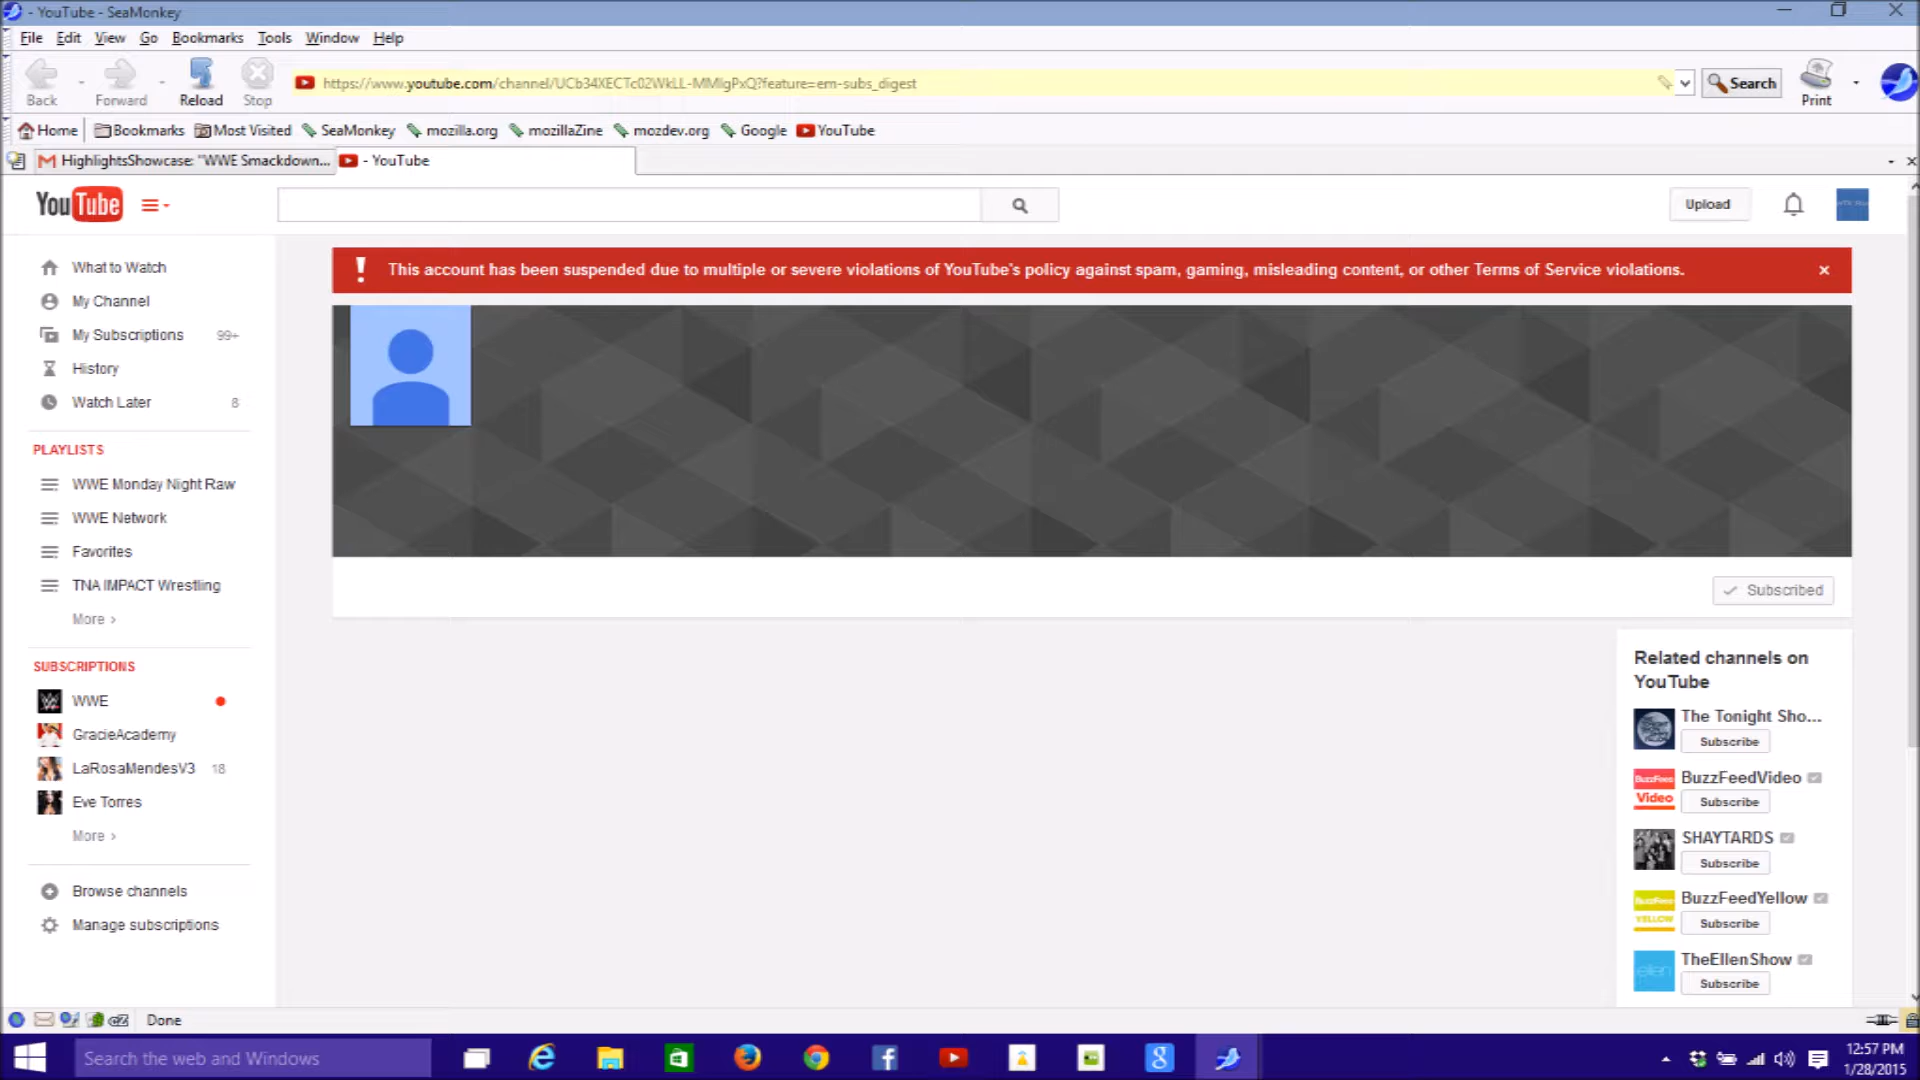 - YouTube - SeaMonkey
File Edit View Go Bookmarks Tools Window Help
Back Forward Reload Stop
https://www.youtube.com/channel/UCb34XECTc02WkLL-MMlgPxQ?feature=em-subs_digest
Search
Print
Home Bookmarks Most Visited SeaMonkey mozilla.org mozillaZine mozdev.org Google YouTube
HighlightsShowcase: "WWE Smackdown... - YouTube
YouTube
Upload
This account has been suspended due to multiple or severe violations of YouTube's policy against spam, gaming, misleading content, or other Terms of Service violations.
What to Watch
My Channel
My Subscriptions 99+
History
Watch Later 8
PLAYLISTS
WWE Monday Night Raw
WWE Network
Favorites
TNA IMPACT Wrestling
More ›
SUBSCRIPTIONS
WWE
GracieAcademy
LaRosaMendesV3 18
Eve Torres
More ›
Browse channels
Manage subscriptions
Subscribed
Related channels on
YouTube
The Tonight Sho...
Subscribe
BuzzFeedVideo
Subscribe
SHAYTARDS
Subscribe
BuzzFeedYellow
Subscribe
TheEllenShow
Subscribe
Done
Search the web and Windows
12:57 PM
1/28/2015